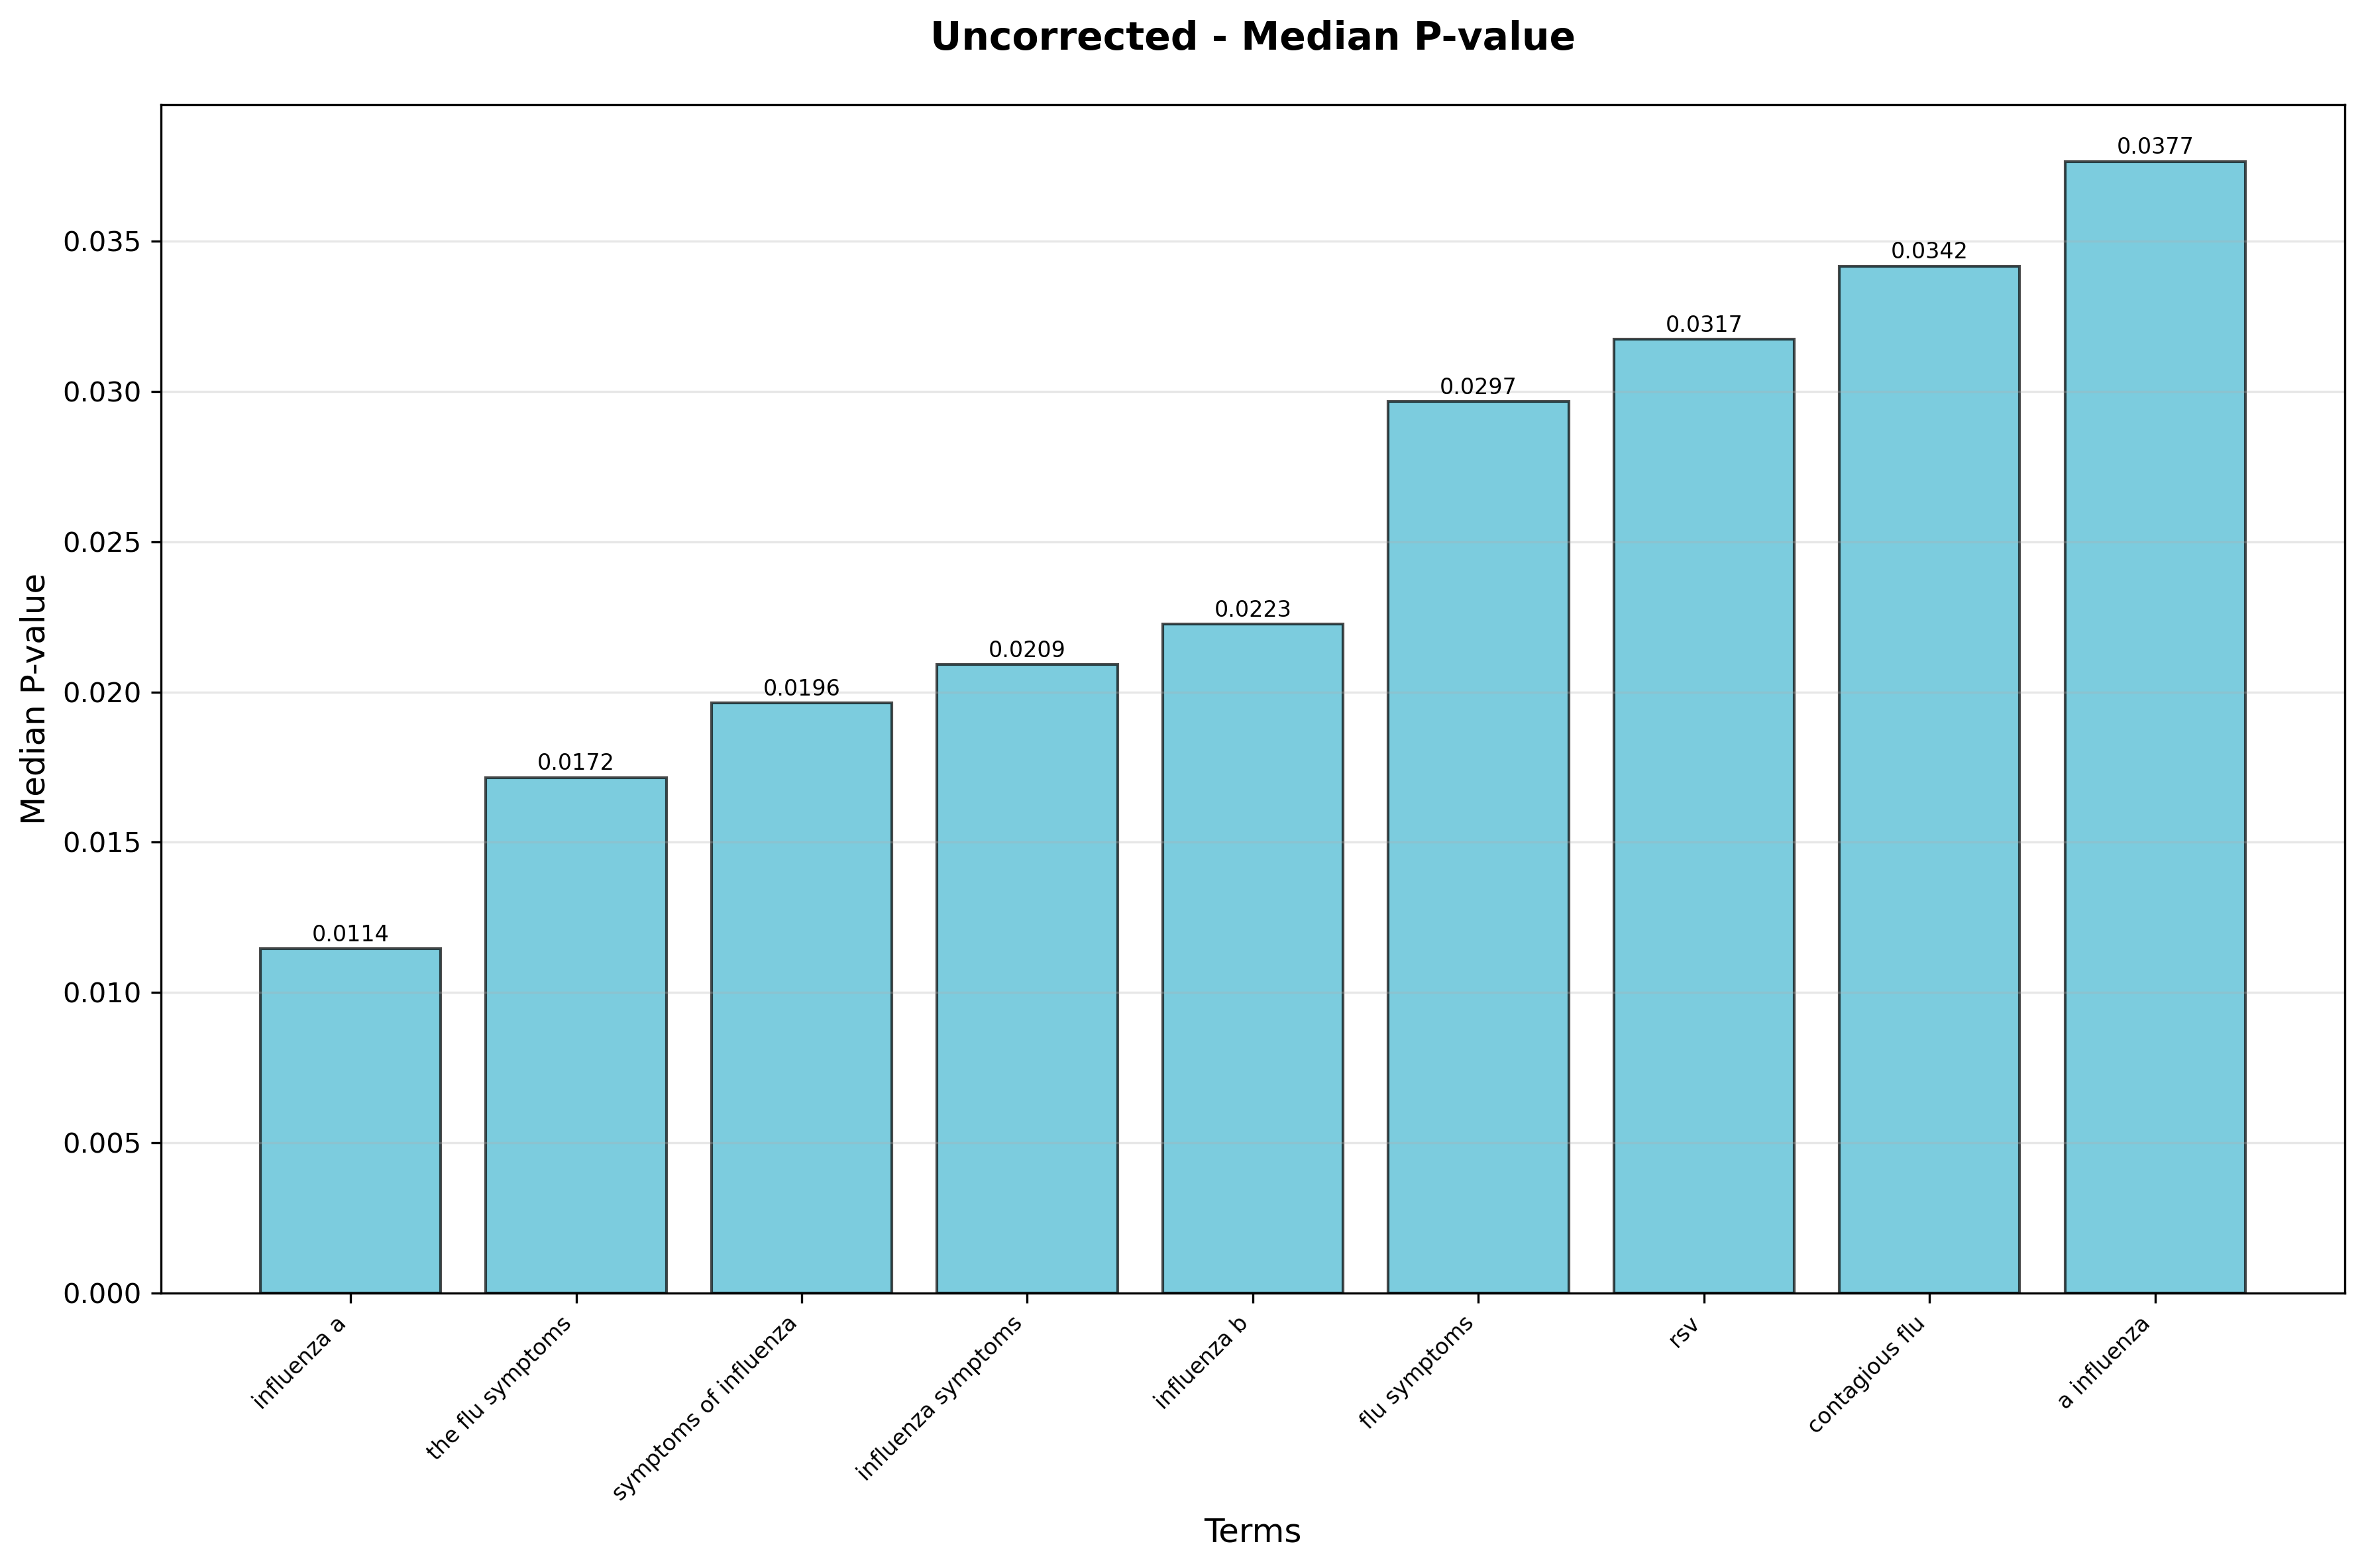 Uncorrected - Median P-value
Median P-value
0.035
0.030
0.025
0.020
0.015
0.010
0.005
0.000
0.0114
0.0172
0.0196
0.0209
0.0223
0.0297
0.0317
0.0342
0.0377
influenza a
the flu symptoms
symptoms of influenza
influenza symptoms
influenza b
flu symptoms
rsv
contagious flu
a influenza
Terms